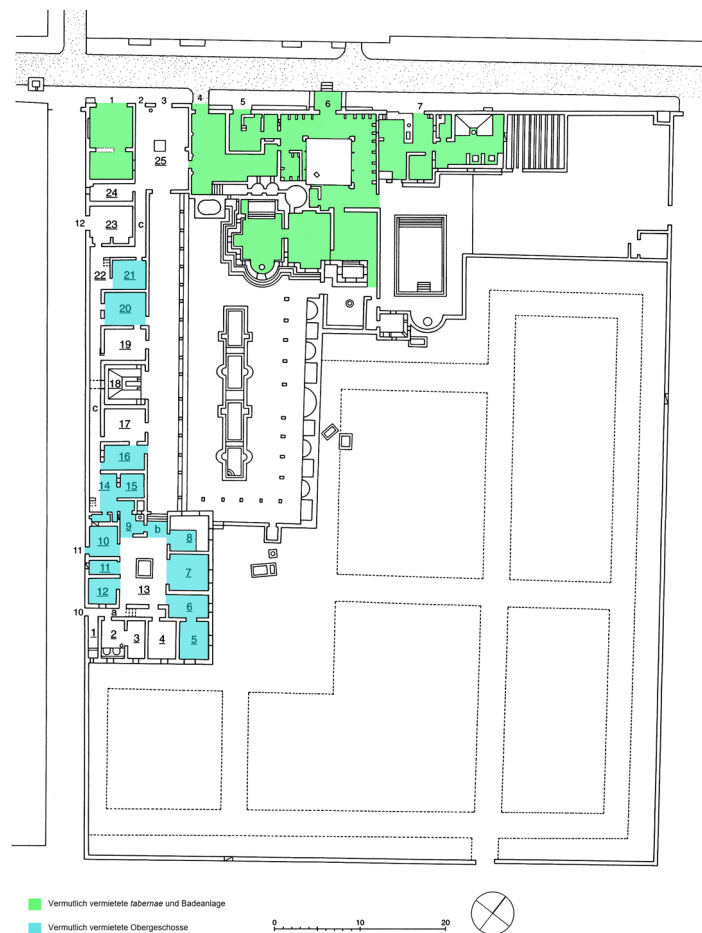 1 2 3 4 5 6 7
25
24
12 23 c
22 21
20
19
18
c
17
16
14 15
9 b
10 8
11
11 7
12 13
6
10 a
1 2 3 4 5
Vermutlich vermietete tabernae und Badeanlage
Vermutlich vermietete Obergeschosse
0 10 20